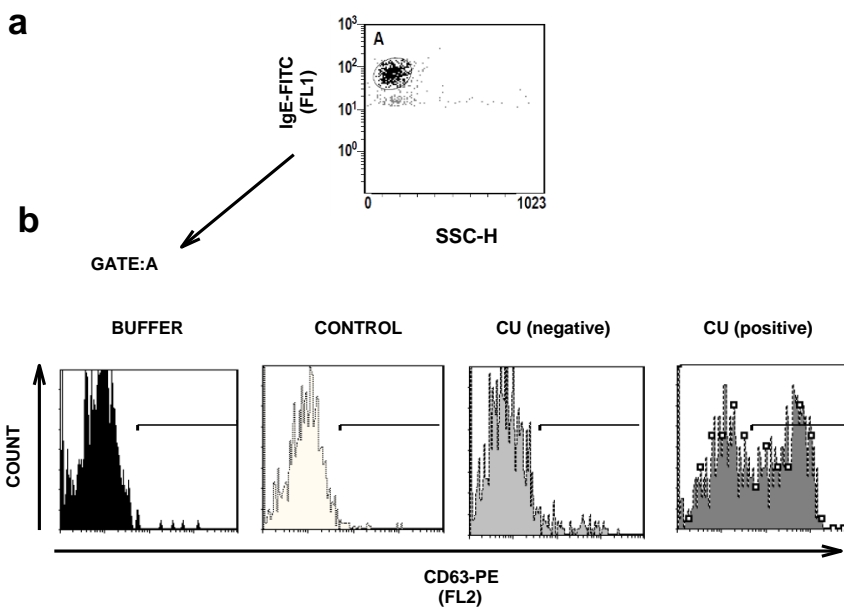 a
A
10³
10²
10¹
10⁰
IgE-FITC
(FL1)
0
1023
SSC-H
b
GATE:A
BUFFER
CONTROL
CU (negative)
CU (positive)
COUNT
CD63-PE
(FL2)